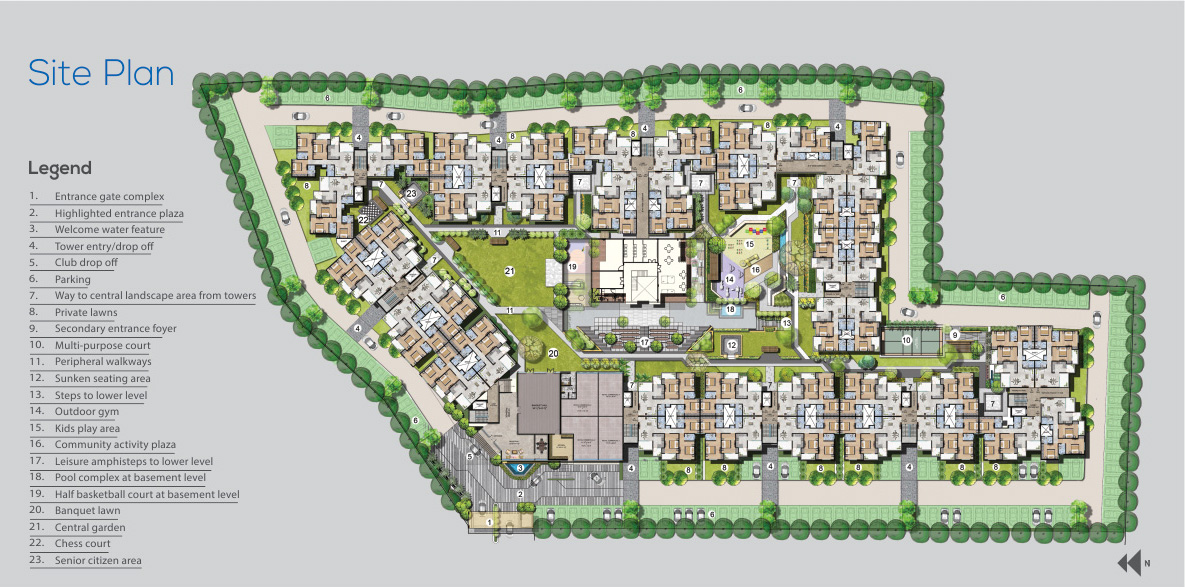 Site Plan
Legend
1. Entrance gate complex
2. Highlighted entrance plaza
3. Welcome water feature
4. Tower entry/drop off
5. Club drop off
6. Parking
7. Way to central landscape area from towers
8. Private lawns
9. Secondary entrance foyer
10. Multi-purpose court
11. Peripheral walkways
12. Sunken seating area
13. Steps to lower level
14. Outdoor gym
15. Kids play area
16. Community activity plaza
17. Leisure amphisteps to lower level
18. Pool complex at basement level
19. Half basketball court at basement level
20. Banquet lawn
21. Central garden
22. Chess court
23. Senior citizen area
6
6
4
4
4
4
8
8
8
8
7
7
7
7
23
22
11
15
21
19
16
14
7
6
11
18
13
4
17
12
10
9
20
7
7
7
7
6
5
3
4
8
8
4
8
8
4
8
8
2
1
6
N